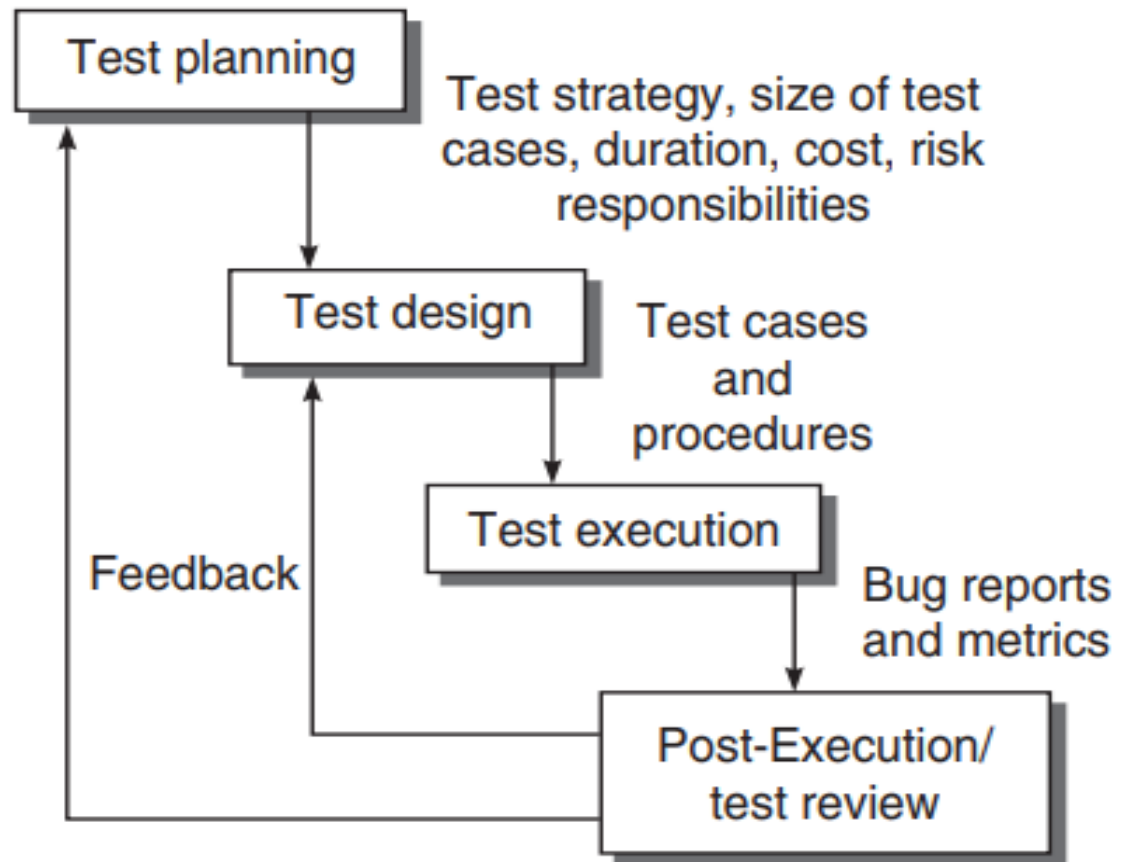 Test planning
Test strategy, size of test
cases, duration, cost, risk
responsibilities
Test design
Test cases
and
procedures
Test execution
Feedback
Bug reports
and metrics
Post-Execution/
test review